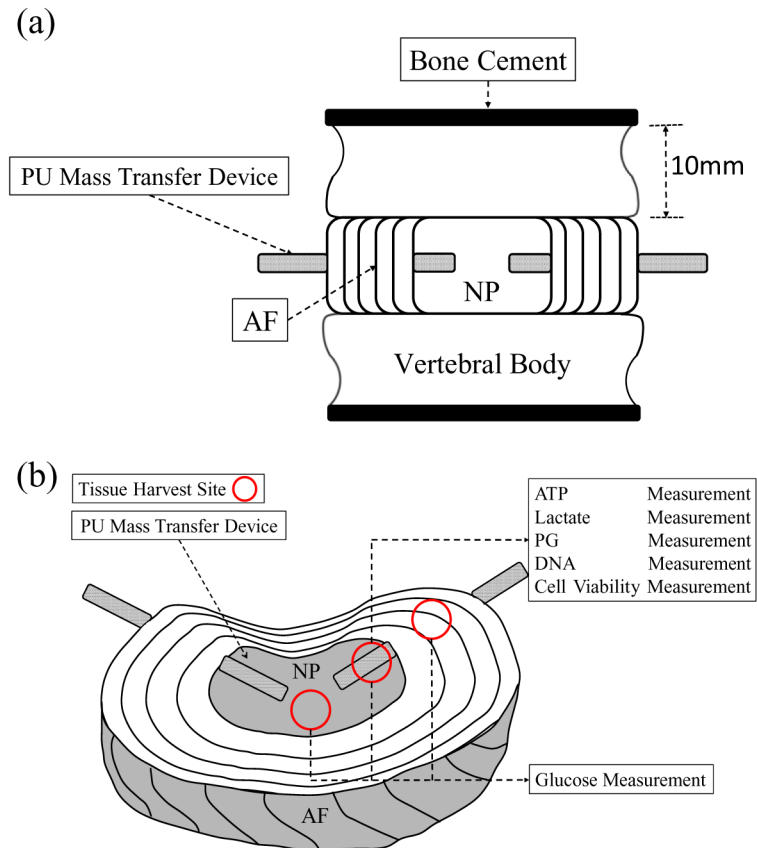 (a)
Bone Cement
PU Mass Transfer Device
10mm
AF
NP
Vertebral Body
(b)
Tissue Harvest Site
PU Mass Transfer Device
ATP Measurement
Lactate Measurement
PG Measurement
DNA Measurement
Cell Viability Measurement
NP
Glucose Measurement
AF